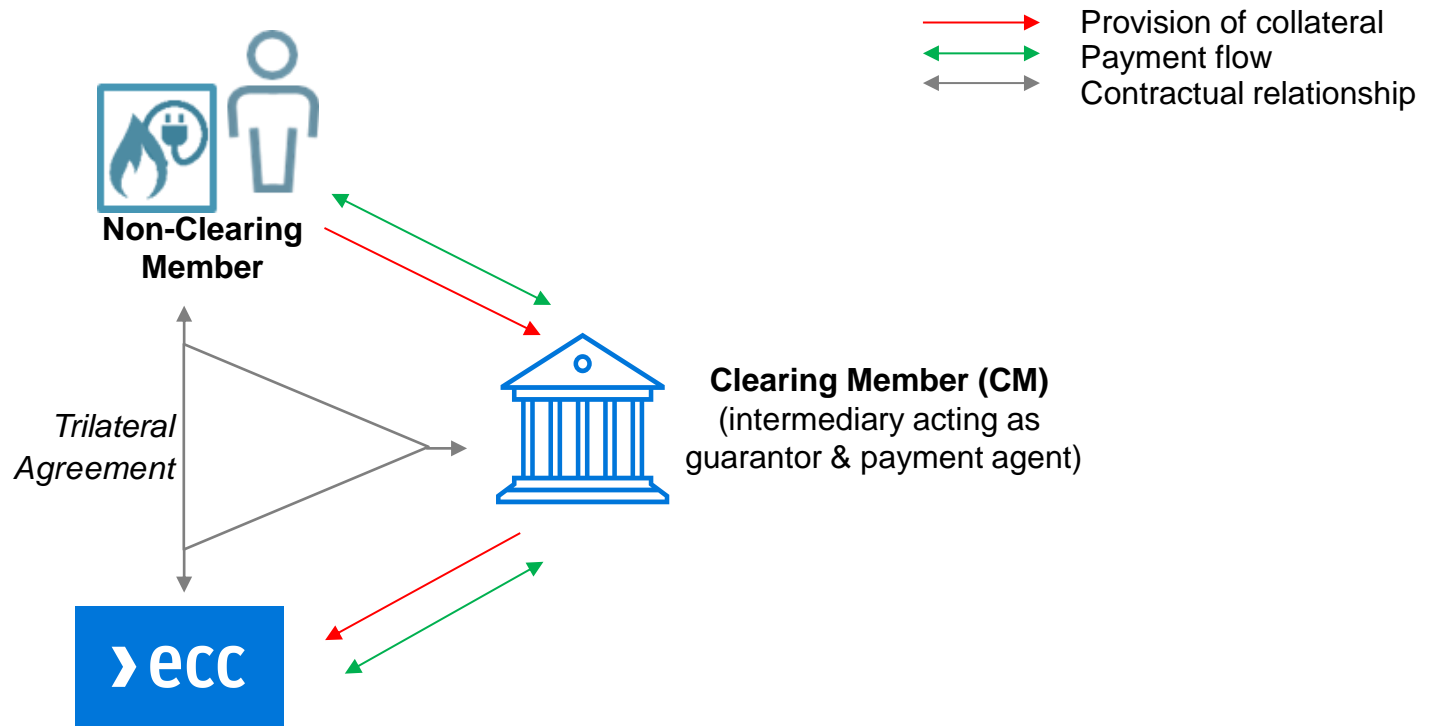 Provision of collateral
Payment flow
Contractual relationship
Non-Clearing
Member
Trilateral
Agreement
Clearing Member (CM)
(intermediary acting as
guarantor & payment agent)
ecc